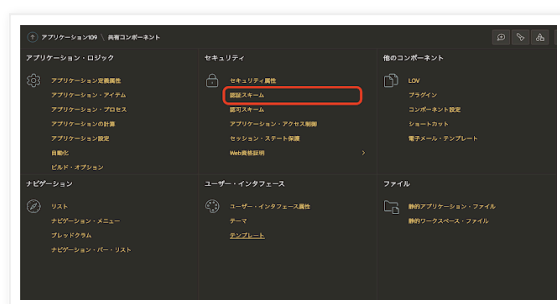 アプリケーション109 \ 共有コンポーネント
アプリケーション・ロジック
アプリケーション定義属性
アプリケーション・アイテム
アプリケーション・プロセス
アプリケーションの計算
アプリケーション設定
自動化
ビルド・オプション
セキュリティ
セキュリティ属性
認証スキーム
認可スキーム
アプリケーション・アクセス制御
セッション・ステート保護
Web資格証明
他のコンポーネント
LOV
プラグイン
コンポーネント設定
ショートカット
電子メール・テンプレート
ナビゲーション
リスト
ナビゲーション・メニュー
ブレッドクラム
ナビゲーション・バー・リスト
ユーザー・インタフェース
ユーザー・インタフェース属性
テーマ
テンプレート
ファイル
静的アプリケーション・ファイル
静的ワークスペース・ファイル